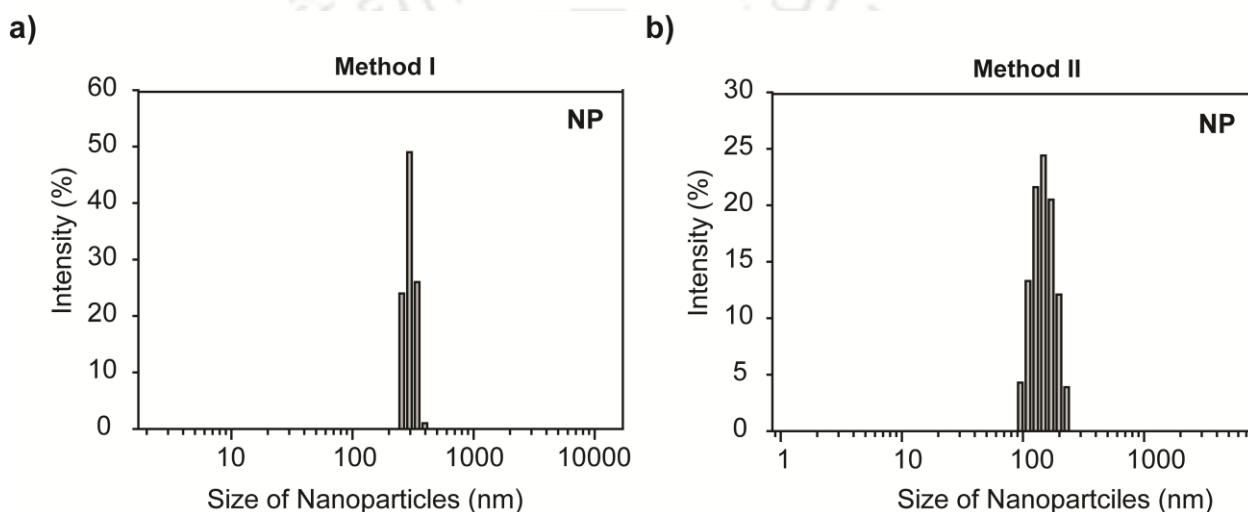 a)
Method I
NP
60
50
40
30
20
10
0
Intensity (%)
10
100
1000
10000
Size of Nanoparticles (nm)
b)
Method II
NP
30
25
20
15
10
5
0
Intensity (%)
1
10
100
1000
Size of Nanopartciles (nm)